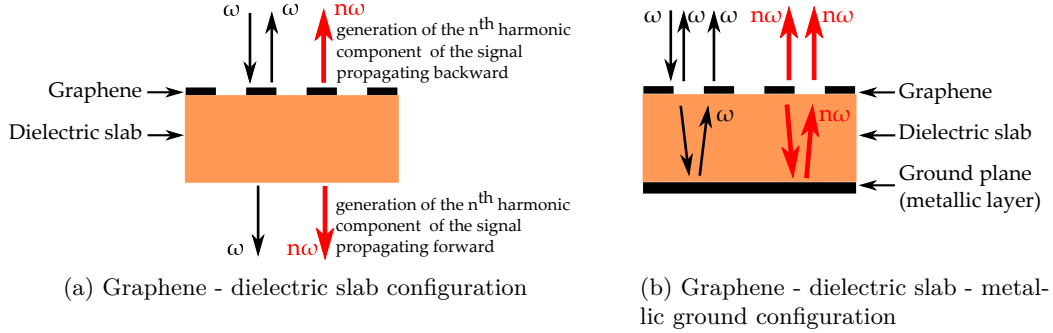 ω
ω
nω
generation of the nth harmonic
component of the signal
propagating backward
Graphene
Dielectric slab
ω
nω
generation of the nth harmonic
component of the signal
propagating forward
(a) Graphene - dielectric slab configuration
ω
ω
ω
nω
nω
Graphene
ω
nω
Dielectric slab
Ground plane
(metallic layer)
(b) Graphene - dielectric slab - metal-
lic ground configuration